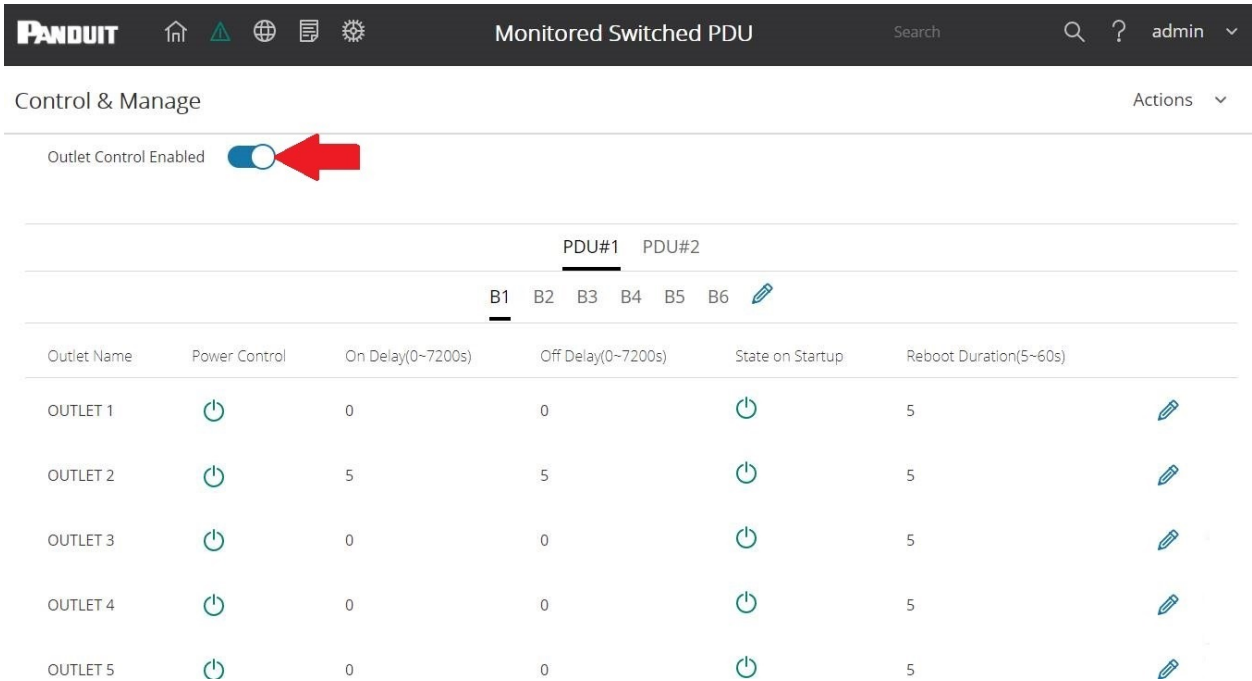 PANDUIT Monitored Switched PDU Search ? admin
Control & Manage Actions
Outlet Control Enabled
PDU#1 PDU#2
B1 B2 B3 B4 B5 B6
Outlet Name Power Control On Delay(0~7200s) Off Delay(0~7200s) State on Startup Reboot Duration(5~60s)
OUTLET 1 0 0 5
OUTLET 2 5 5 5
OUTLET 3 0 0 5
OUTLET 4 0 0 5
OUTLET 5 0 0 5